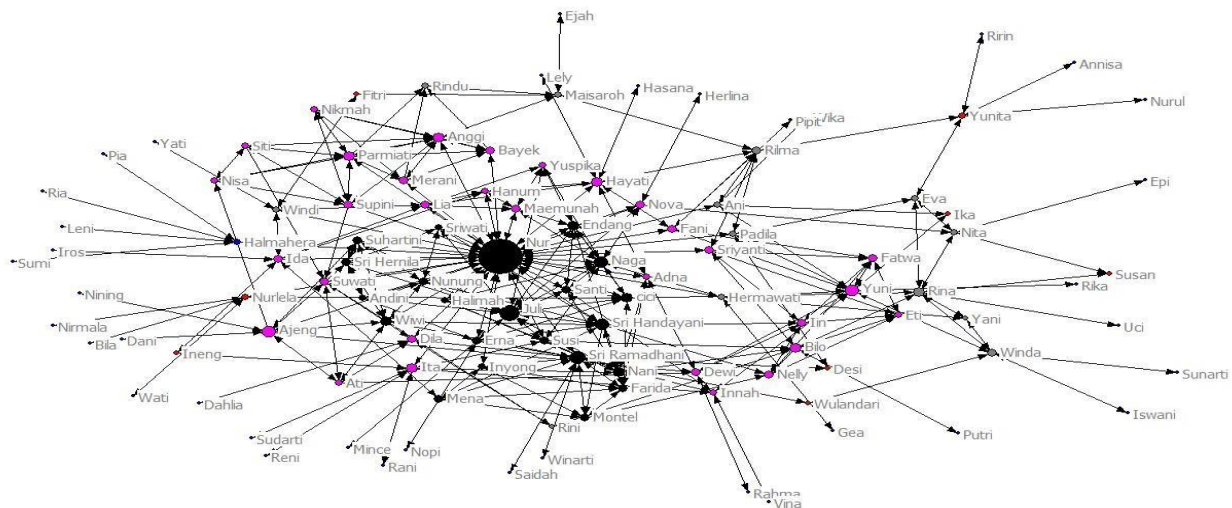 Ejah
Ririn
Lely
Annisa
Rindu
Maisaroh
Hasana
Fitri
Herlina
Nurul
Nikmah
Yunita
Pipit
Anggi
Yati
Siti
Bayek
Rilma
Pia
Parmiati
Yuspika
Nisa
Merani
Hayati
Epi
Ria
Hanum
Eva
Windi
Supini
Lia
Maemunah
Nova
Ani
Ika
Leni
Sriwati
Endang
Fani
Padila
Nita
Halmahera
Suhartini
Nur
Iros
Sriyanti
Sumi
Ida
Sri Hernila
Naga
Fatwa
Susan
Suwati
Nunung
Adna
Rika
Nining
Nurlela
Andini
Halimah
Santi
cici
Hermawati
Yuni
Rina
Juli
Nirmala
Ajeng
Wiwi
Sri Handayani
Iin
Eti
Yani
Uci
Bila
Dani
Dila
Erna
Susi
Bilo
Ineng
Sri Ramadhani
Winda
Ita
Inyong
Nani
Dewi
Nelly
Desi
Sunarti
Ati
Farida
Innah
Wati
Dahlia
Mena
Montel
Wulandari
Iswani
Rini
Gea
Putri
Sudarti
Reni
Mince
Nopi
Rani
Winarti
Saidah
Rahma
Vina